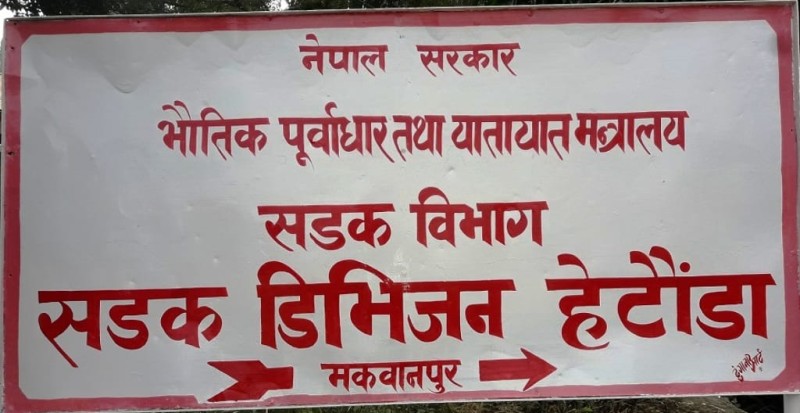 नेपाल सरकार
भौतिक पूर्वाधार तथा यातायात मन्त्रालय
सडक विभाग
सडक डिभिजन हेटौंडा
मकवानपुर